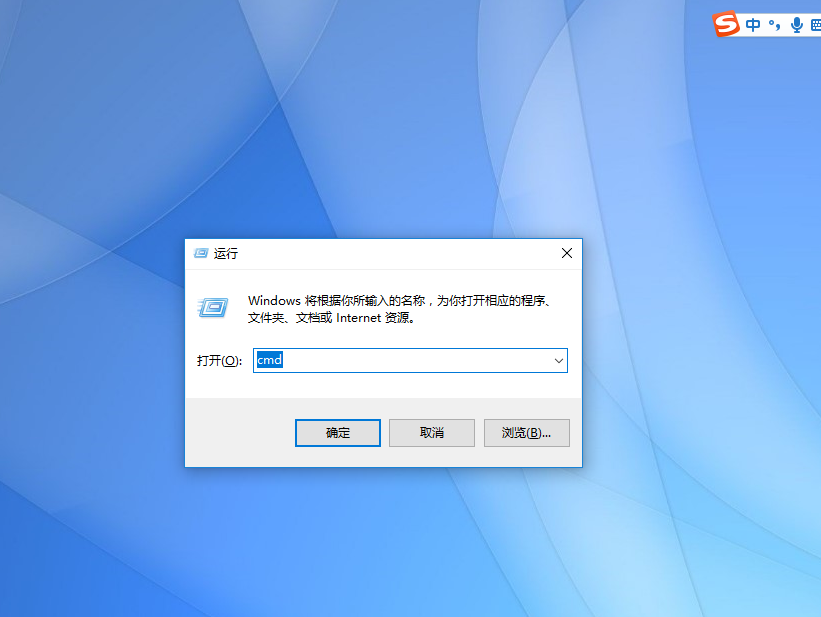 中 °,
运行
Windows 将根据你所输入的名称，为你打开相应的程序、
文件夹、文档或 Internet 资源。
打开(O): cmd
确定 取消 浏览(B)...